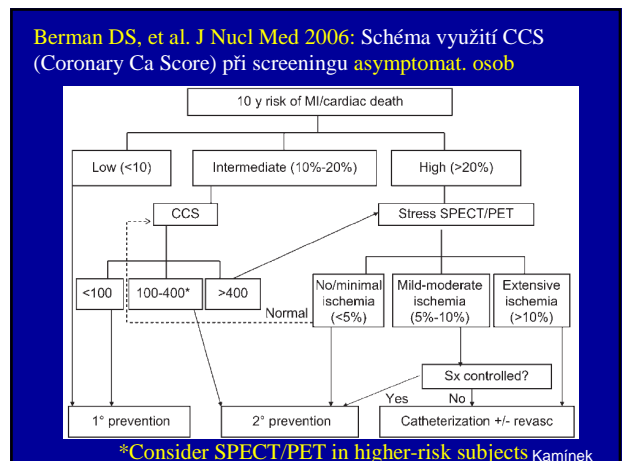 Berman DS, et al. J Nucl Med 2006: Schéma využití CCS
(Coronary Ca Score) při screeningu asymptomat. osob
10 y risk of MI/cardiac death
Low (<10)
Intermediate (10%-20%)
High (>20%)
CCS
Stress SPECT/PET
<100
100-400*
>400
Normal
No/minimal
ischemia
(<5%)
Mild-moderate
ischemia
(5%-10%)
Extensive
ischemia
(>10%)
Sx controlled?
Yes
No
1° prevention
2° prevention
Catheterization +/- revasc
*Consider SPECT/PET in higher-risk subjects Kamínek